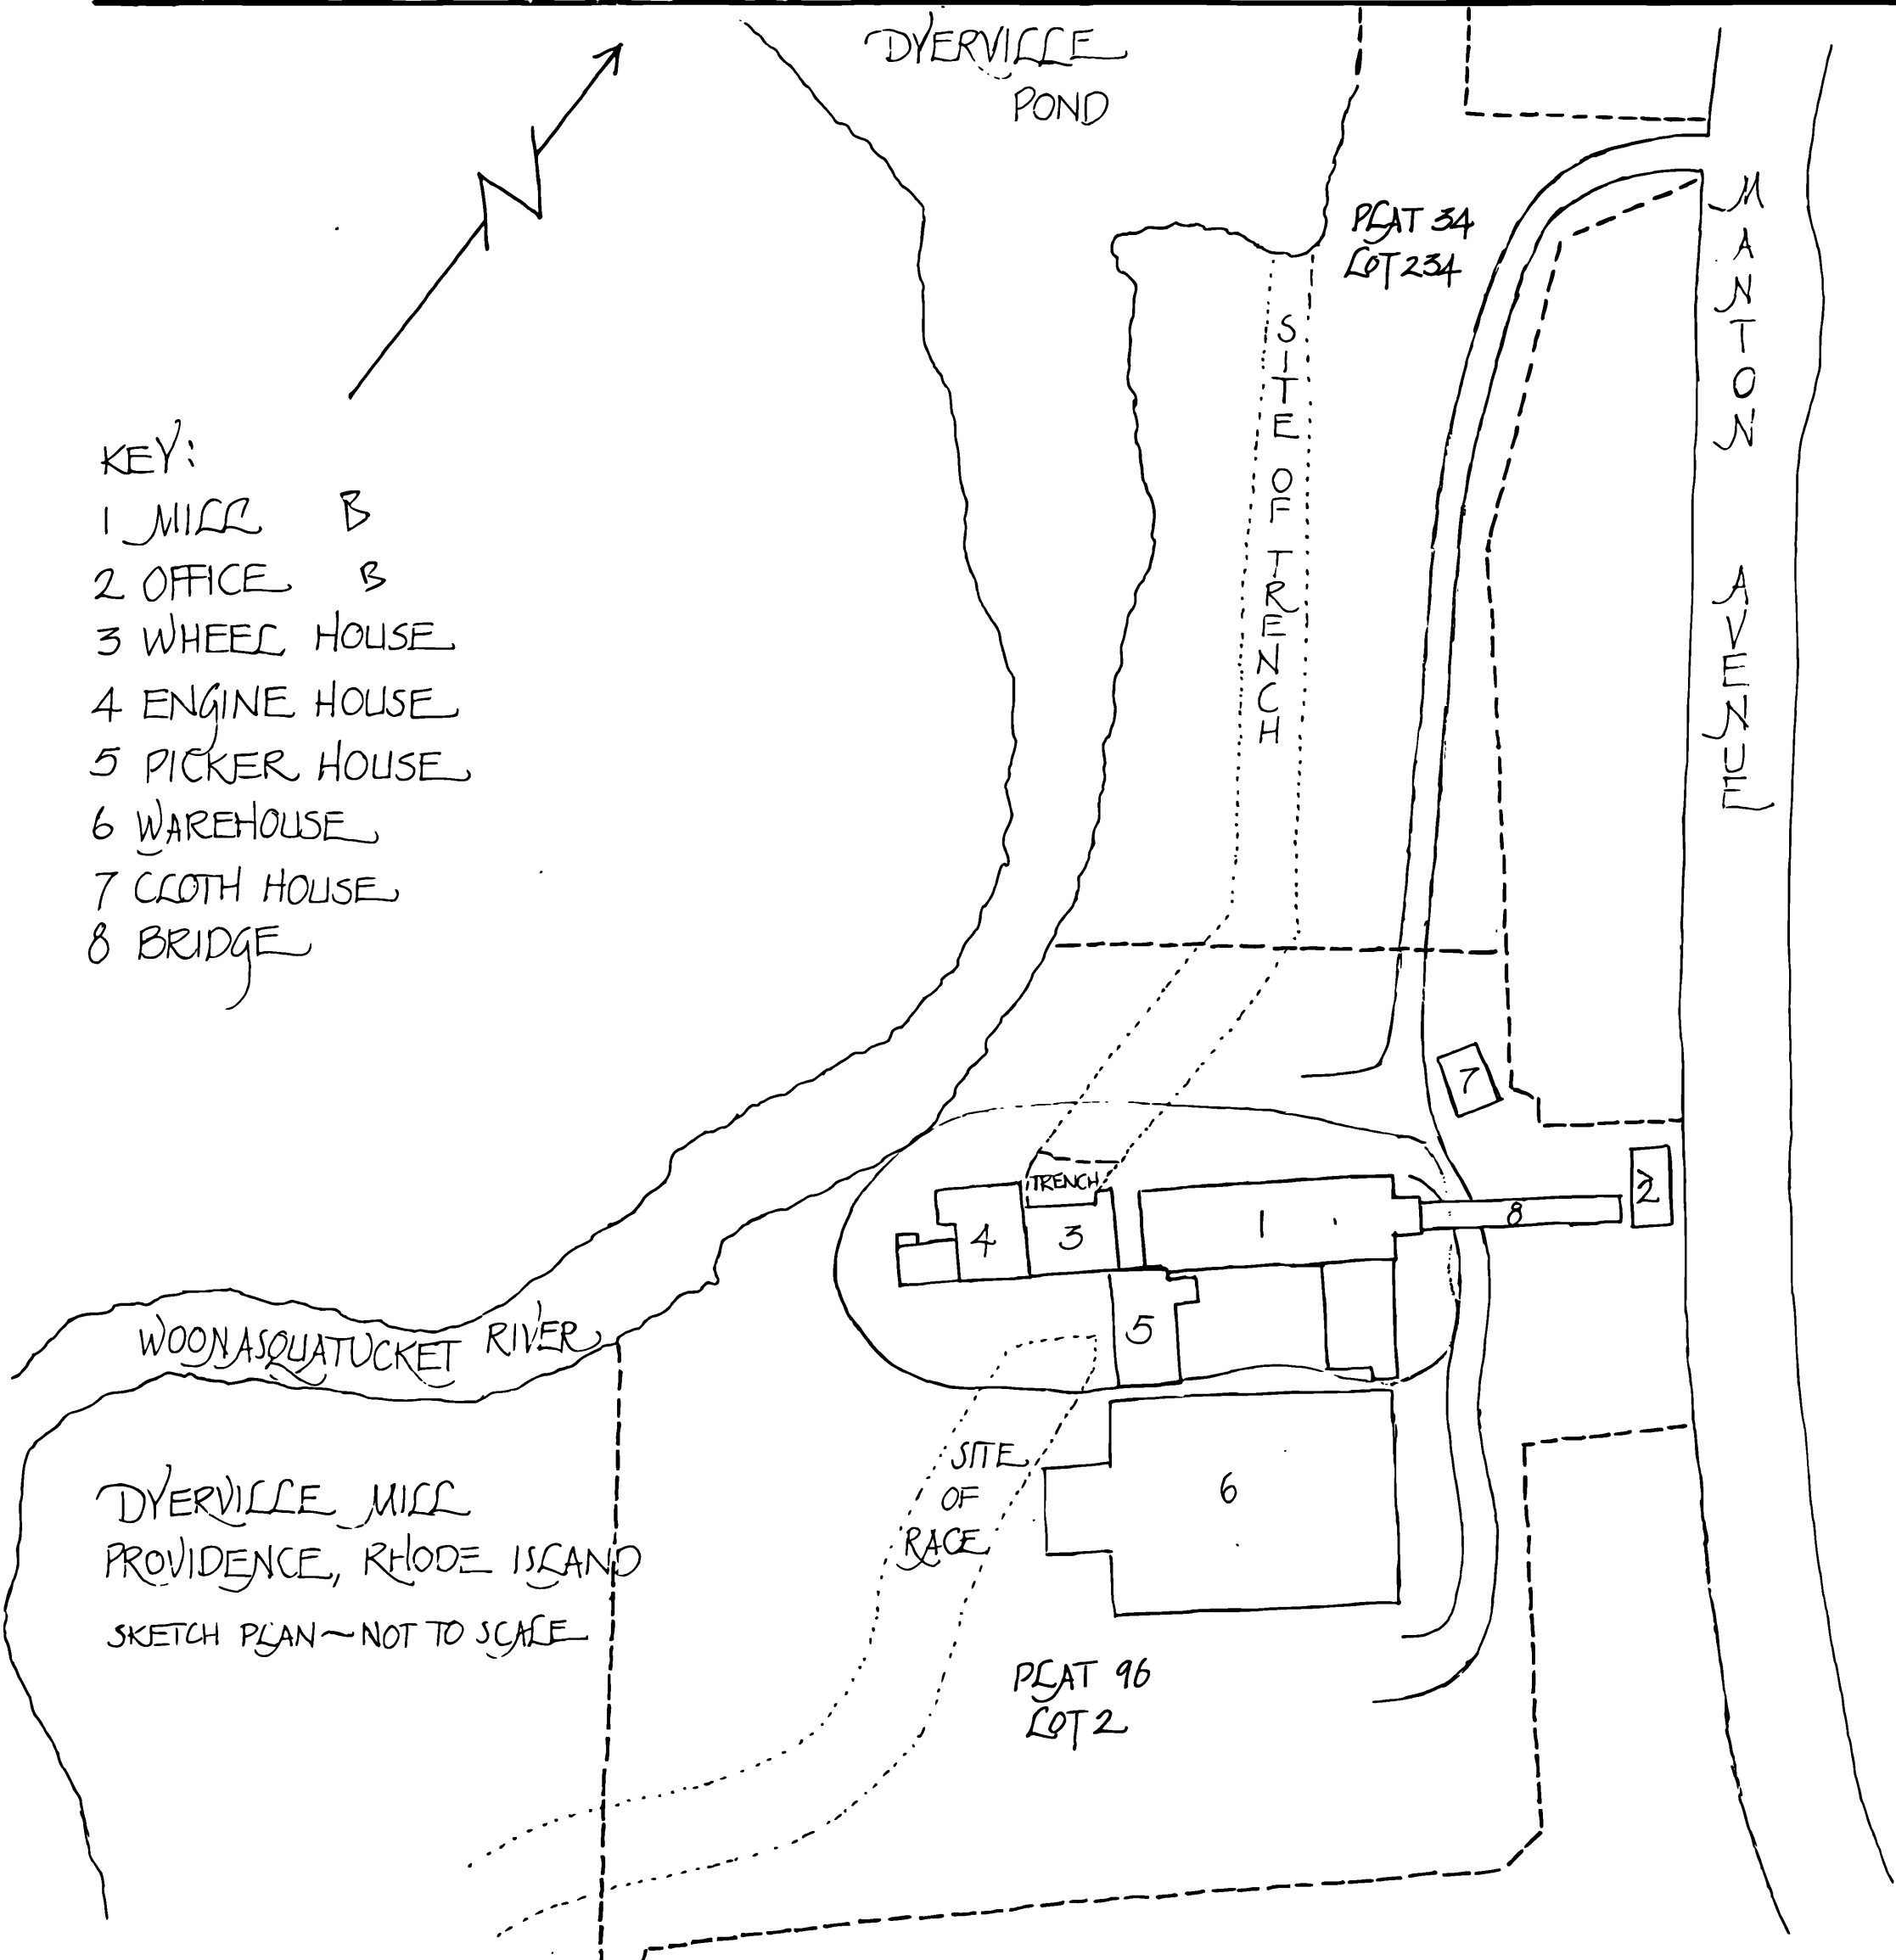 DYERVILLE
POND
PLAT 34
LOT 234
MANTON AVENUE
SITE OF TRENCH
N
KEY:
1 MILL B
2 OFFICE B
3 WHEEL HOUSE
4 ENGINE HOUSE
5 PICKER HOUSE
6 WAREHOUSE
7 CLOTH HOUSE
8 BRIDGE
7
TRENCH
2
4
3
1
8
5
WOONASQUATUCKET RIVER
6
SITE
OF
RACE
DYERVILLE MILL
PROVIDENCE, RHODE ISLAND
SKETCH PLAN~NOT TO SCALE
PLAT 96
LOT 2